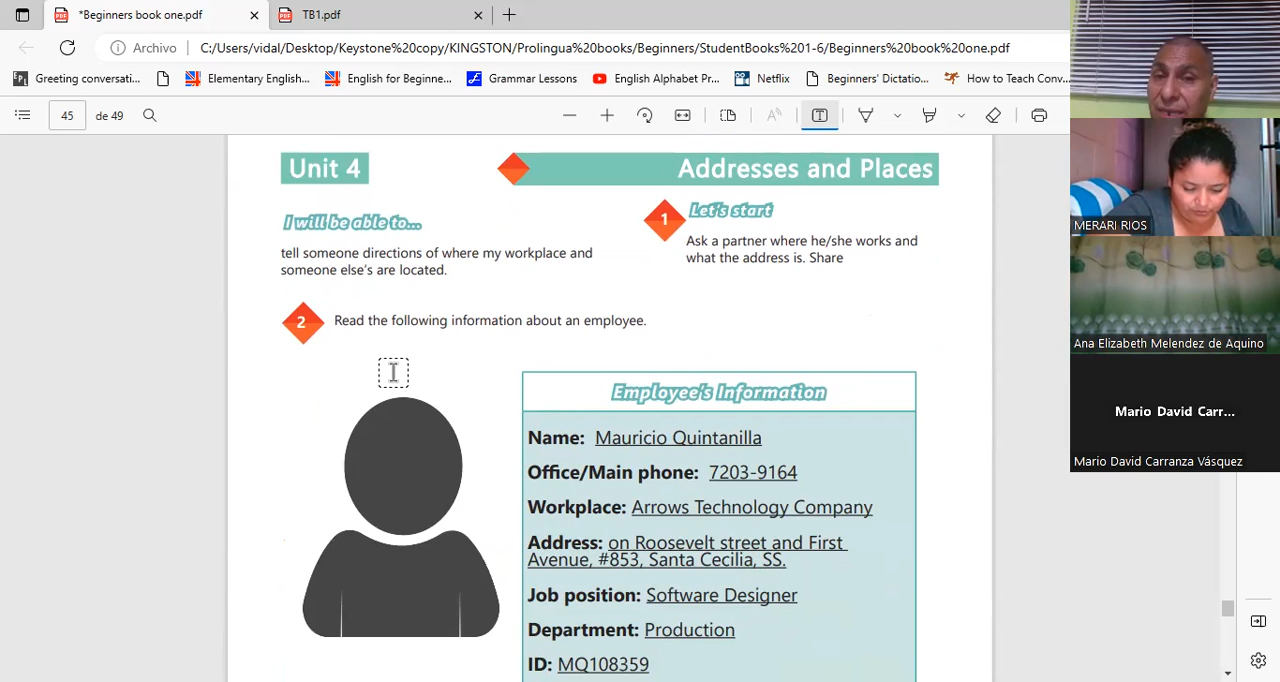 *Beginners book one.pdf
TB1.pdf
Archivo
C:/Users/vidal/Desktop/Keystone%20copy/KINGSTON/Prolingua%20books/Beginners/StudentBooks%201-6/Beginners%20book%20one.pdf
Greeting conversati...
Elementary English...
English for Beginne...
Grammar Lessons
English Alphabet Pr...
Netflix
Beginners' Dictatio...
How to Teach Conv...
45
de 49
Unit 4
Addresses and Places
I will be able to...
tell someone directions of where my workplace and
someone else's are located.
1
Let's start
Ask a partner where he/she works and
what the address is. Share
2
Read the following information about an employee.
Employee's Information
Name: Mauricio Quintanilla
Office/Main phone: 7203-9164
Workplace: Arrows Technology Company
Address: on Roosevelt street and First
Avenue, #853, Santa Cecilia, SS.
Job position: Software Designer
Department: Production
ID: MQ108359
MERARI RIOS
Ana Elizabeth Melendez de Aquino
Mario David Carr...
Mario David Carranza Vásquez